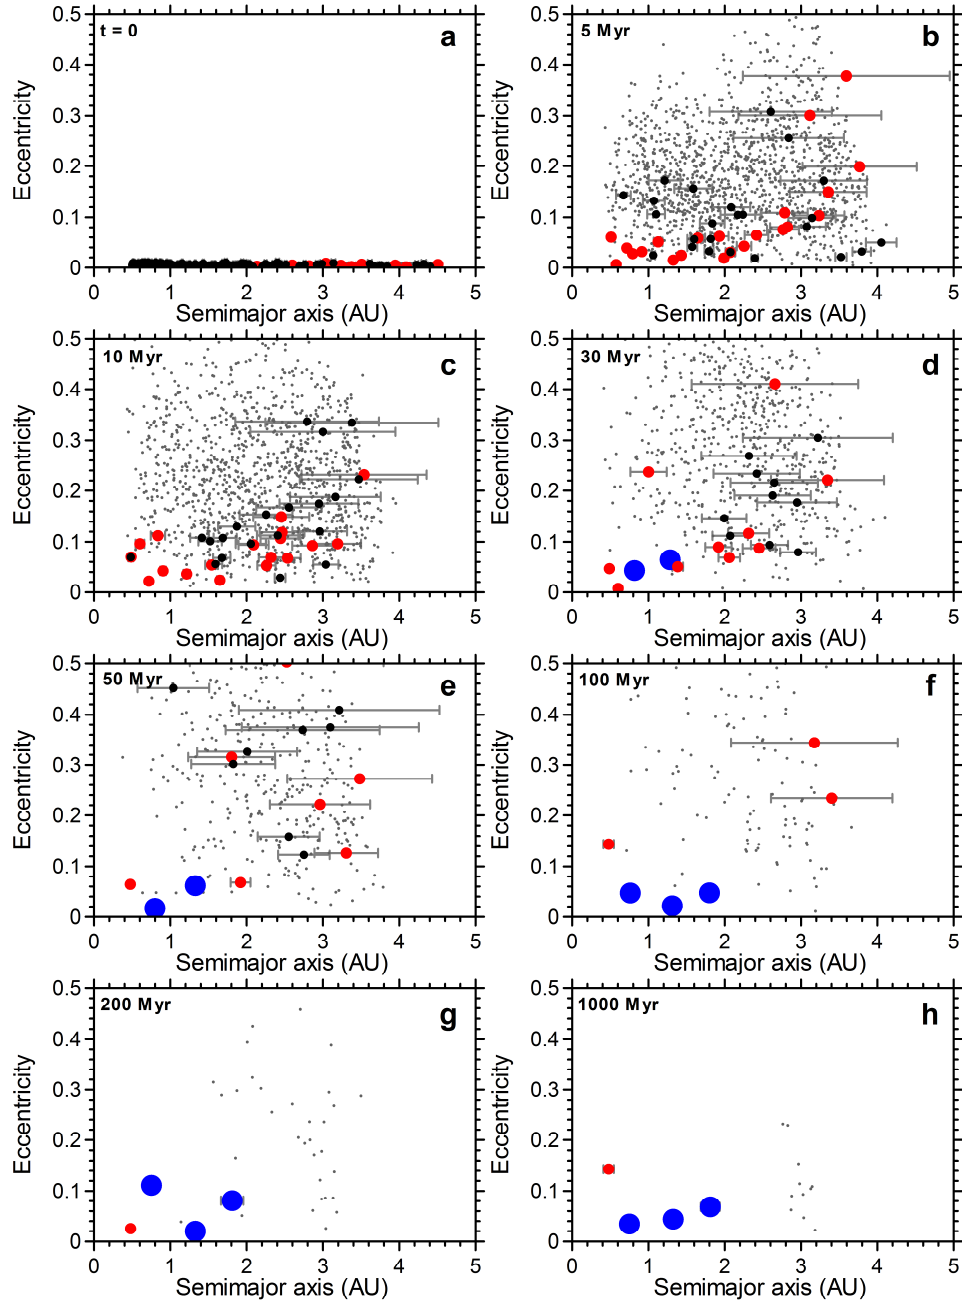 t = 0
a
0.5
0.4
0.3
0.2
0.1
0
Eccentricity
0 1 2 3 4 5
Semimajor axis (AU)
5 Myr
b
0.5
0.4
0.3
0.2
0.1
0
Eccentricity
0 1 2 3 4 5
Semimajor axis (AU)
10 Myr
c
0.5
0.4
0.3
0.2
0.1
0
Eccentricity
0 1 2 3 4 5
Semimajor axis (AU)
30 Myr
d
0.5
0.4
0.3
0.2
0.1
0
Eccentricity
0 1 2 3 4 5
Semimajor axis (AU)
50 Myr
e
0.5
0.4
0.3
0.2
0.1
0
Eccentricity
0 1 2 3 4 5
Semimajor axis (AU)
100 Myr
f
0.5
0.4
0.3
0.2
0.1
0
Eccentricity
0 1 2 3 4 5
Semimajor axis (AU)
200 Myr
g
0.5
0.4
0.3
0.2
0.1
0
Eccentricity
0 1 2 3 4 5
Semimajor axis (AU)
1000 Myr
h
0.5
0.4
0.3
0.2
0.1
0
Eccentricity
0 1 2 3 4 5
Semimajor axis (AU)